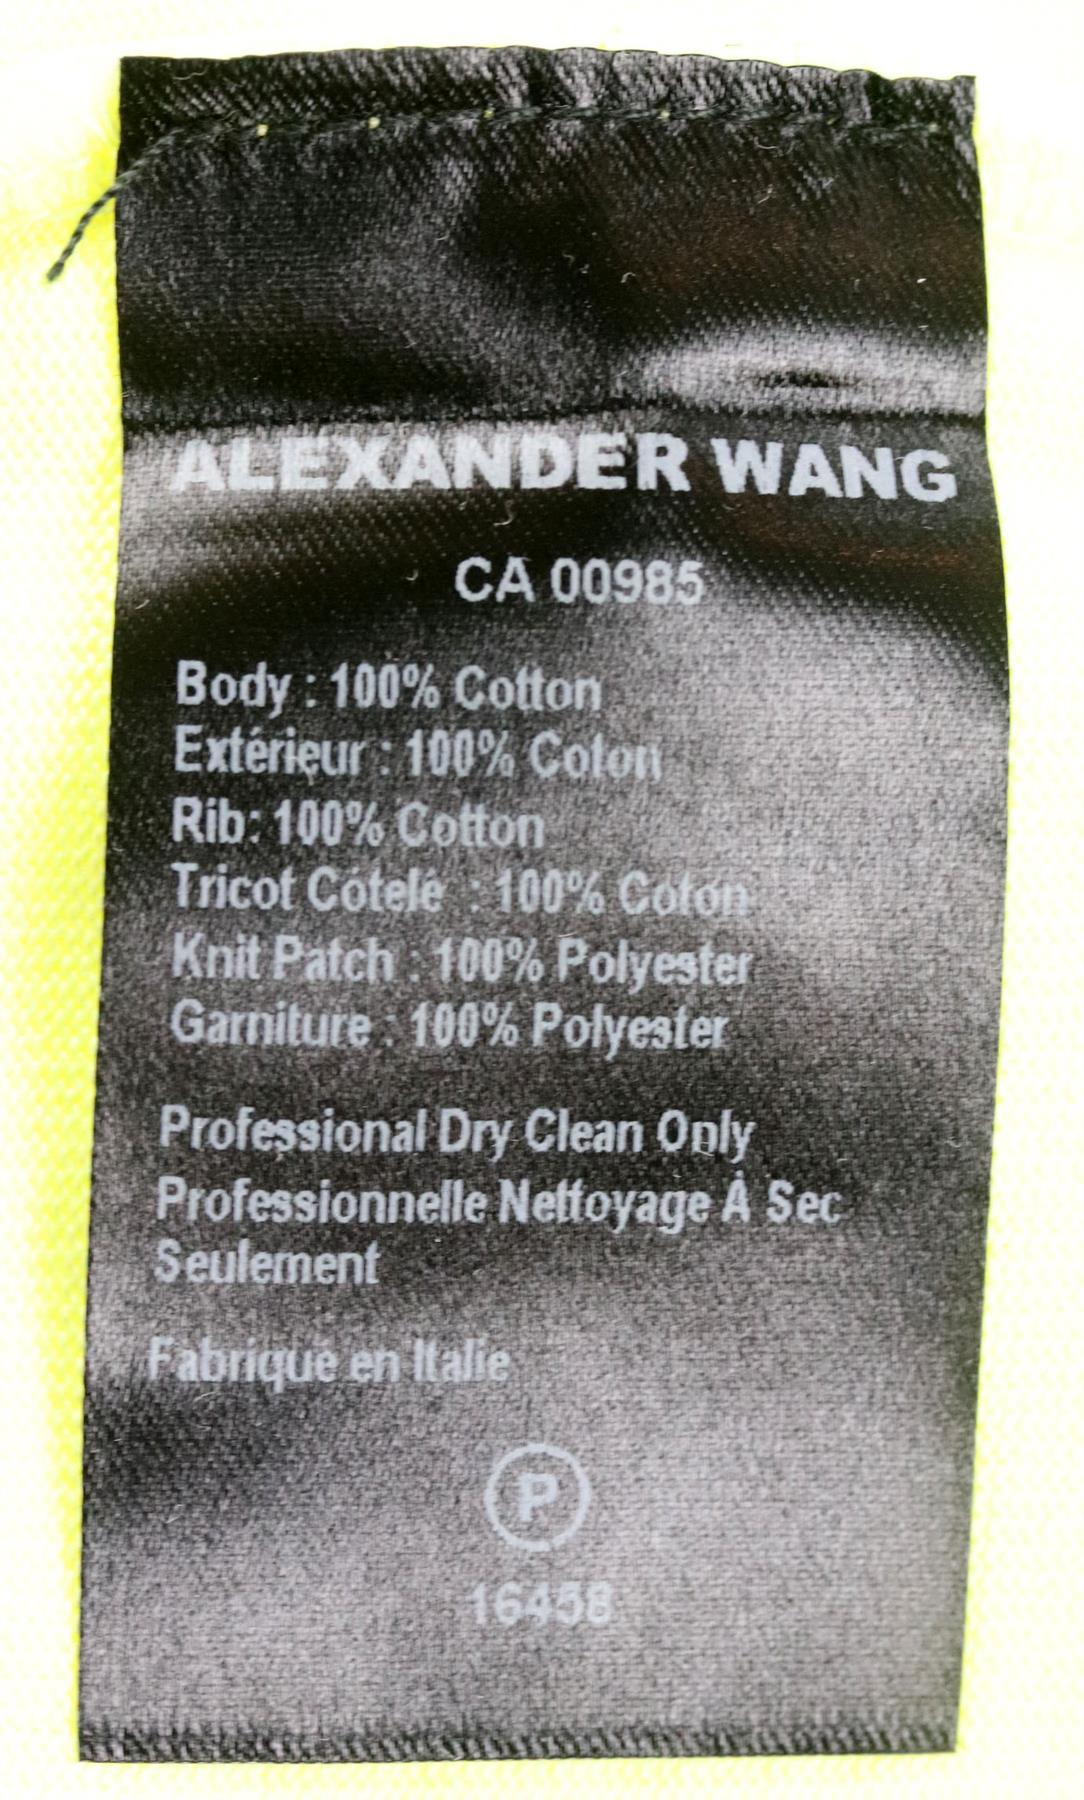 ALEXANDER WANG
CA 00985
Body : 100% Cotton
Extérieur : 100% Coton
Rib: 100% Cotton
Tricot Côtelé : 100% Coton
Knit Patch : 100% Polyester
Garniture : 100% Polyester
Professional Dry Clean Only
Professionnelle Nettoyage À Sec
Seulement
Fabriqué en Italie
P
16458